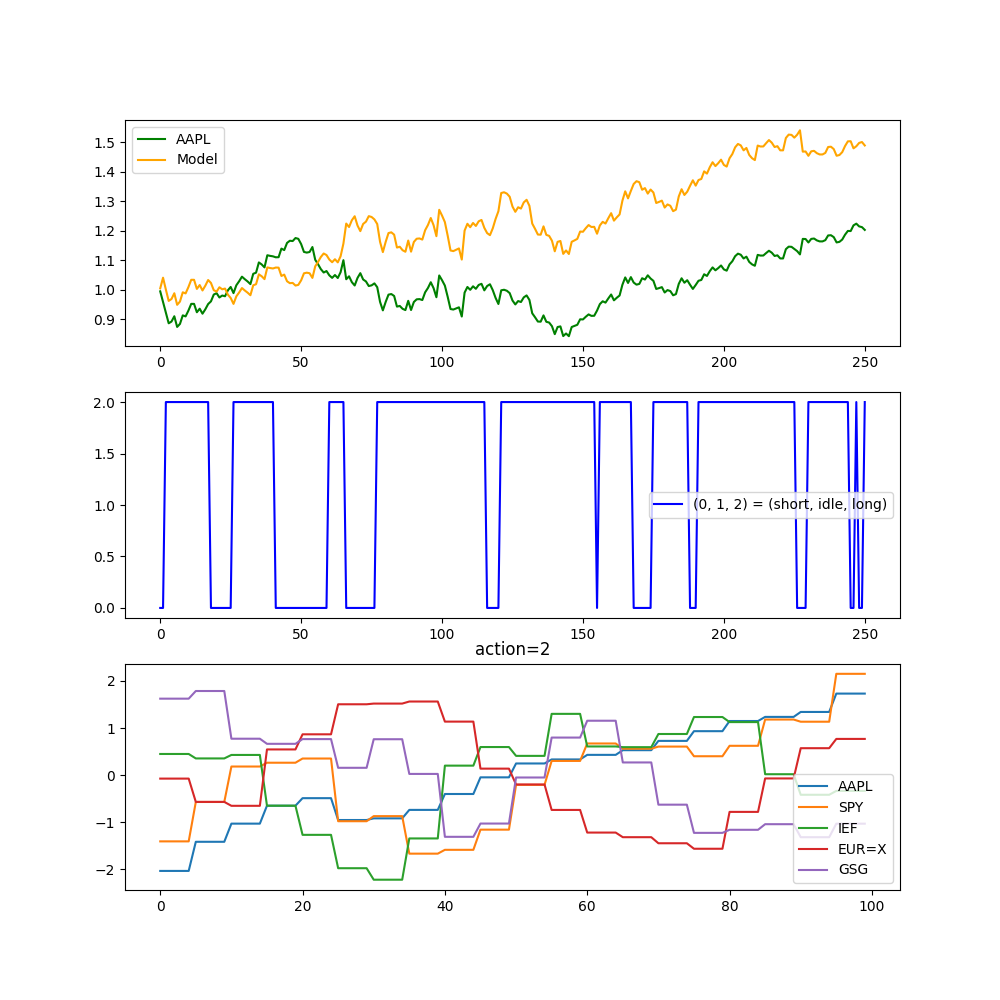 1.5
1.4
1.3
1.2
1.1
1.0
0.9
AAPL
Model
0 50 100 150 200 250
2.0
1.5
1.0
0.5
0.0
(0, 1, 2) = (short, idle, long)
0 50 100 150 200 250
action=2
2
1
0
−1
−2
AAPL
SPY
IEF
EUR=X
GSG
0 20 40 60 80 100